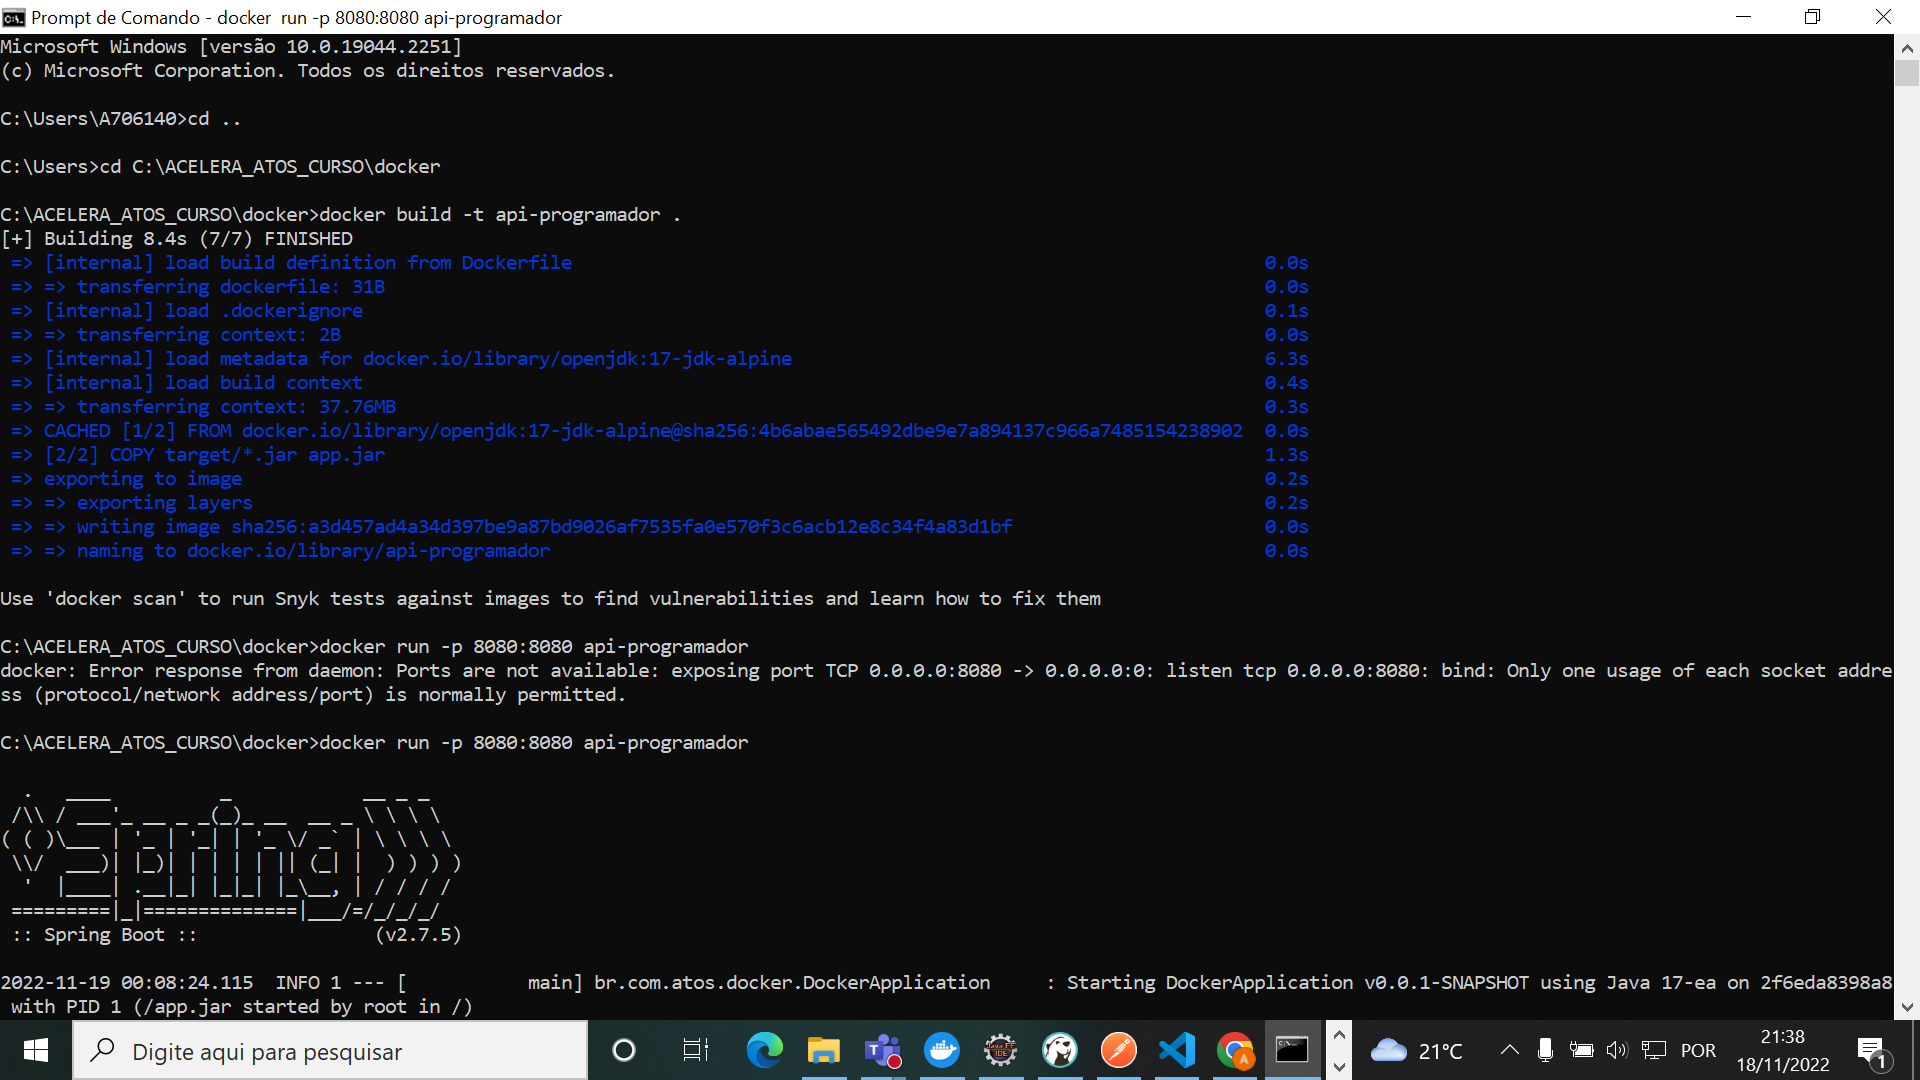 Prompt de Comando - docker  run -p 8080:8080 api-programador
Microsoft Windows [versão 10.0.19044.2251]
(c) Microsoft Corporation. Todos os direitos reservados.
C:\Users\A706140>cd ..
C:\Users>cd C:\ACELERA_ATOS_CURSO\docker
C:\ACELERA_ATOS_CURSO\docker>docker build -t api-programador .
[+] Building 8.4s (7/7) FINISHED
=> [internal] load build definition from Dockerfile 0.0s
=> => transferring dockerfile: 31B 0.0s
=> [internal] load .dockerignore 0.1s
=> => transferring context: 2B 0.0s
=> [internal] load metadata for docker.io/library/openjdk:17-jdk-alpine 6.3s
=> [internal] load build context 0.4s
=> => transferring context: 37.76MB 0.3s
=> CACHED [1/2] FROM docker.io/library/openjdk:17-jdk-alpine@sha256:4b6abae565492dbe9e7a894137c966a7485154238902 0.0s
=> [2/2] COPY target/*.jar app.jar 1.3s
=> exporting to image 0.2s
=> => exporting layers 0.2s
=> => writing image sha256:a3d457ad4a34d397be9a87bd9026af7535fa0e570f3c6acb12e8c34f4a83d1bf 0.0s
=> => naming to docker.io/library/api-programador 0.0s
Use 'docker scan' to run Snyk tests against images to find vulnerabilities and learn how to fix them
C:\ACELERA_ATOS_CURSO\docker>docker run -p 8080:8080 api-programador
docker: Error response from daemon: Ports are not available: exposing port TCP 0.0.0.0:8080 -> 0.0.0.0:0: listen tcp 0.0.0.0:8080: bind: Only one usage of each socket addre
ss (protocol/network address/port) is normally permitted.
C:\ACELERA_ATOS_CURSO\docker>docker run -p 8080:8080 api-programador
Spring
:: Spring Boot :: (v2.7.5)
2022-11-19 00:08:24.115  INFO 1 --- [           main] br.com.atos.docker.DockerApplication     : Starting DockerApplication v0.0.1-SNAPSHOT using Java 17-ea on 2f6eda8398a8
with PID 1 (/app.jar started by root in /)
Digite aqui para pesquisar
21°C
POR
21:38
18/11/2022
1